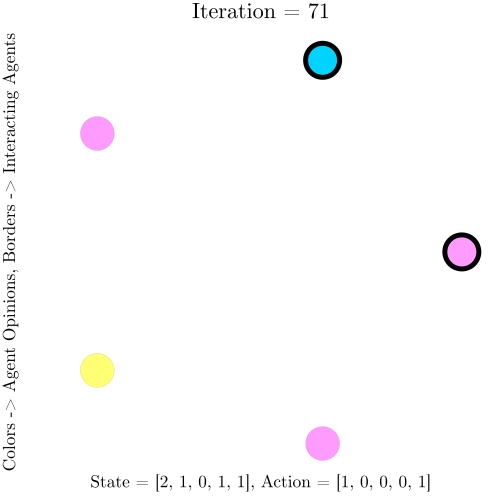 Iteration = 71
Colors -> Agent Opinions, Borders -> Interacting Agents
State = [2, 1, 0, 1, 1], Action = [1, 0, 0, 0, 1]